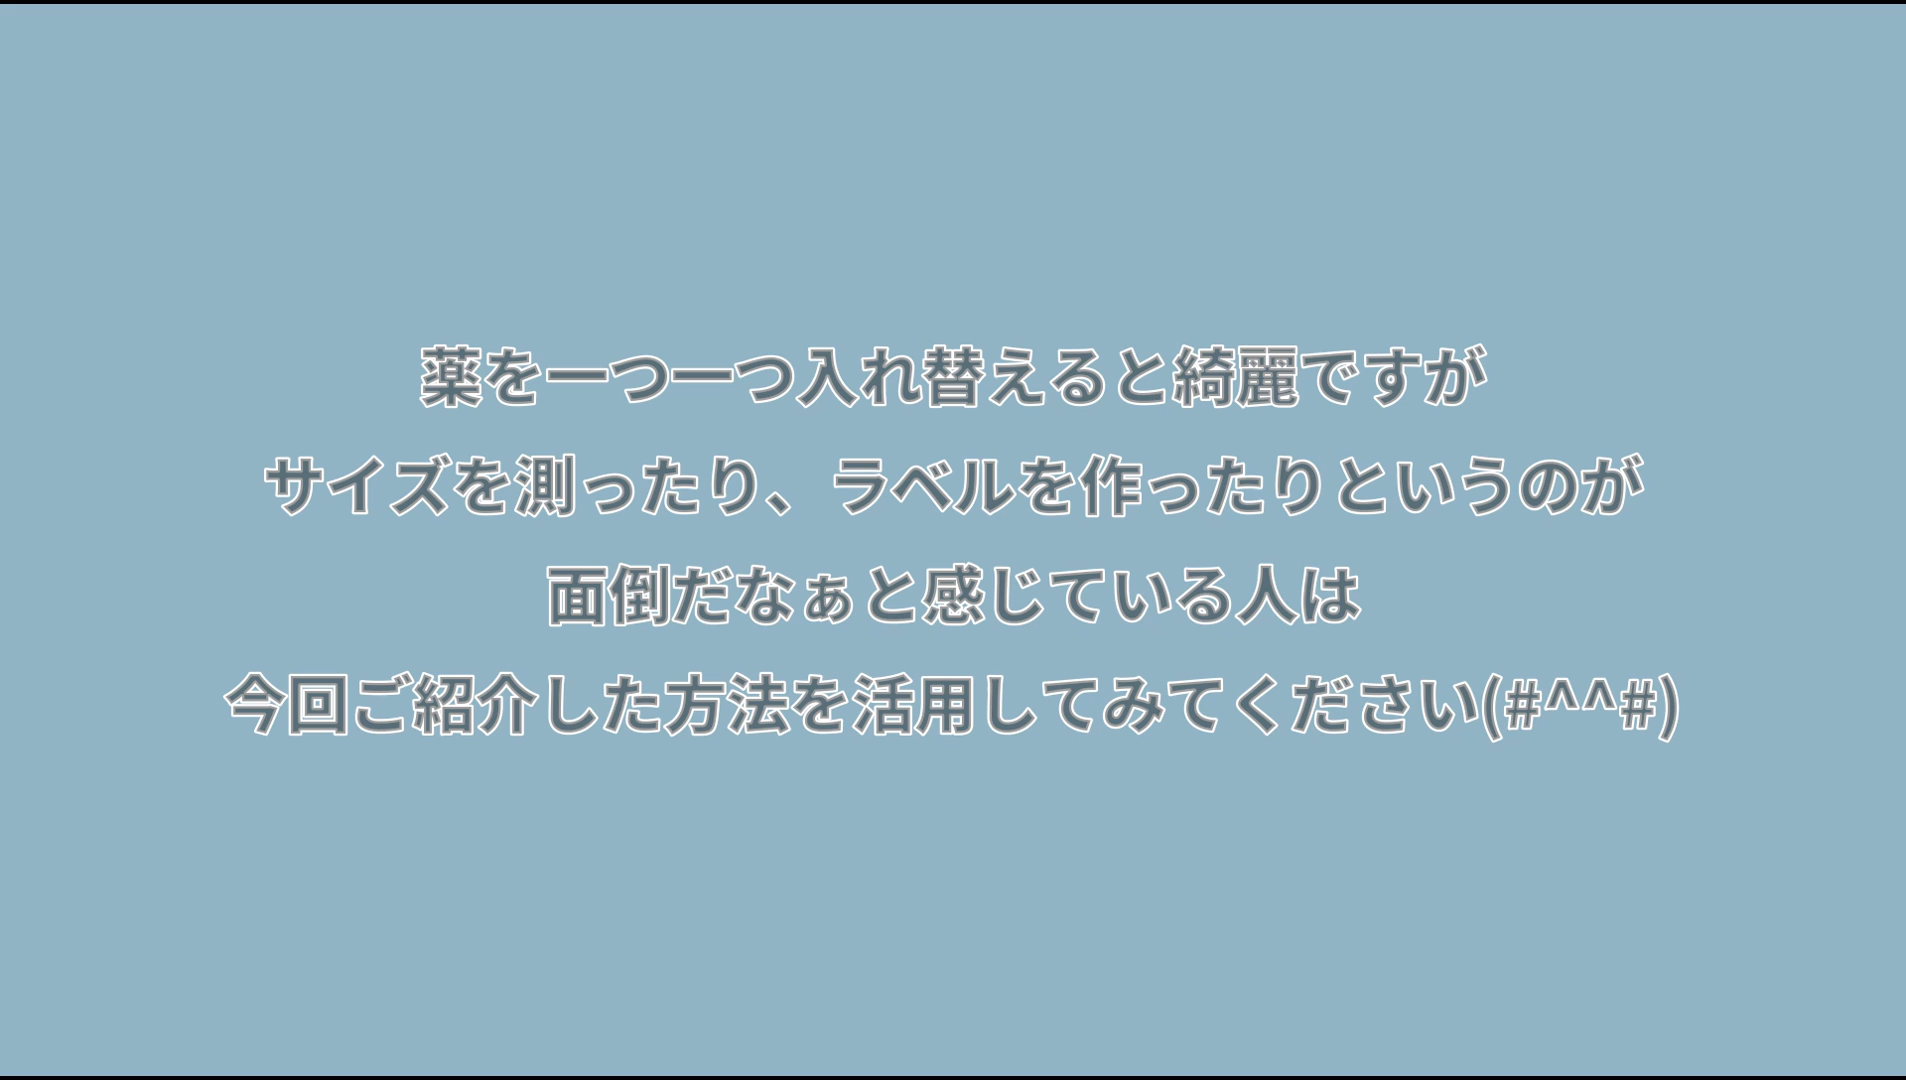 薬を一つ一つ入れ替えると綺麗ですが
サイズを測ったり、ラベルを作ったりというのが
面倒だなぁと感じている人は
今回ご紹介した方法を活用してみてください(#^^#)